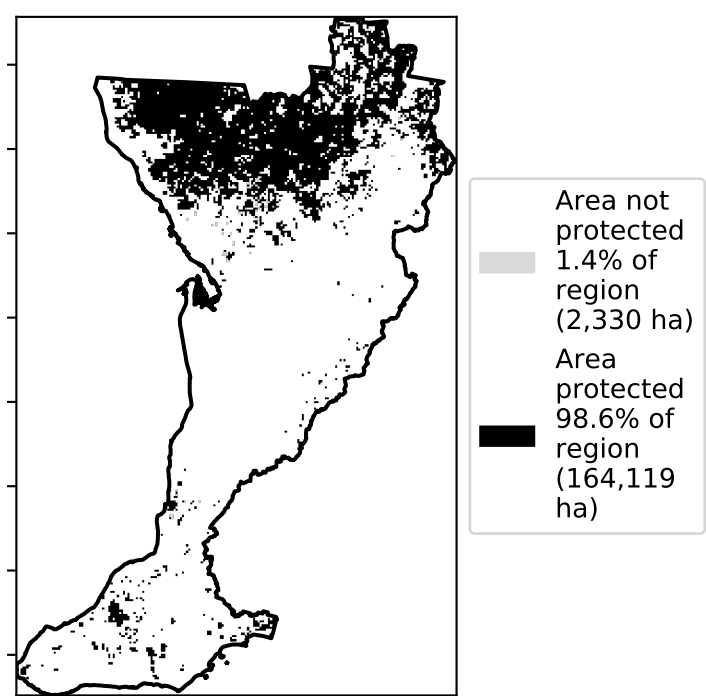 Area not
protected
1.4% of
region
(2,330 ha)
Area
protected
98.6% of
region
(164,119
ha)